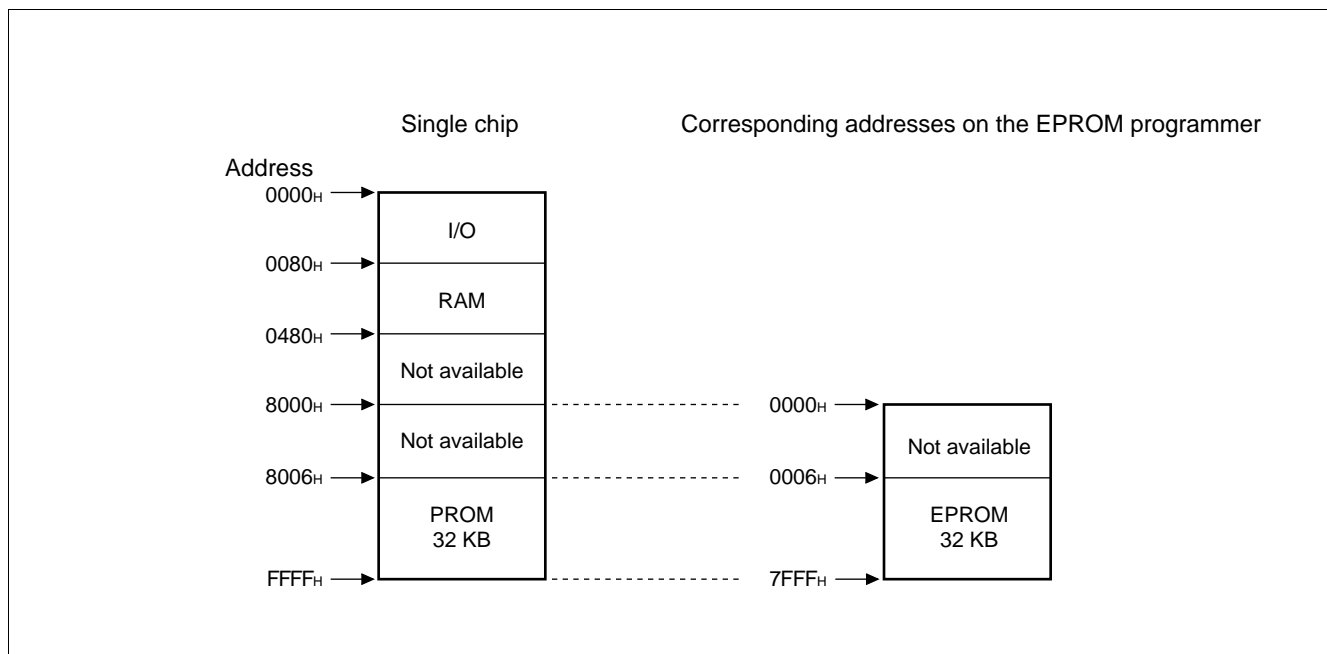 Single chip
Corresponding addresses on the EPROM programmer
Address
0000H
I/O
0080H
RAM
0480H
Not available
8000H
0000H
Not available
Not available
8006H
0006H
PROM
32 KB
EPROM
32 KB
FFFFH
7FFFH